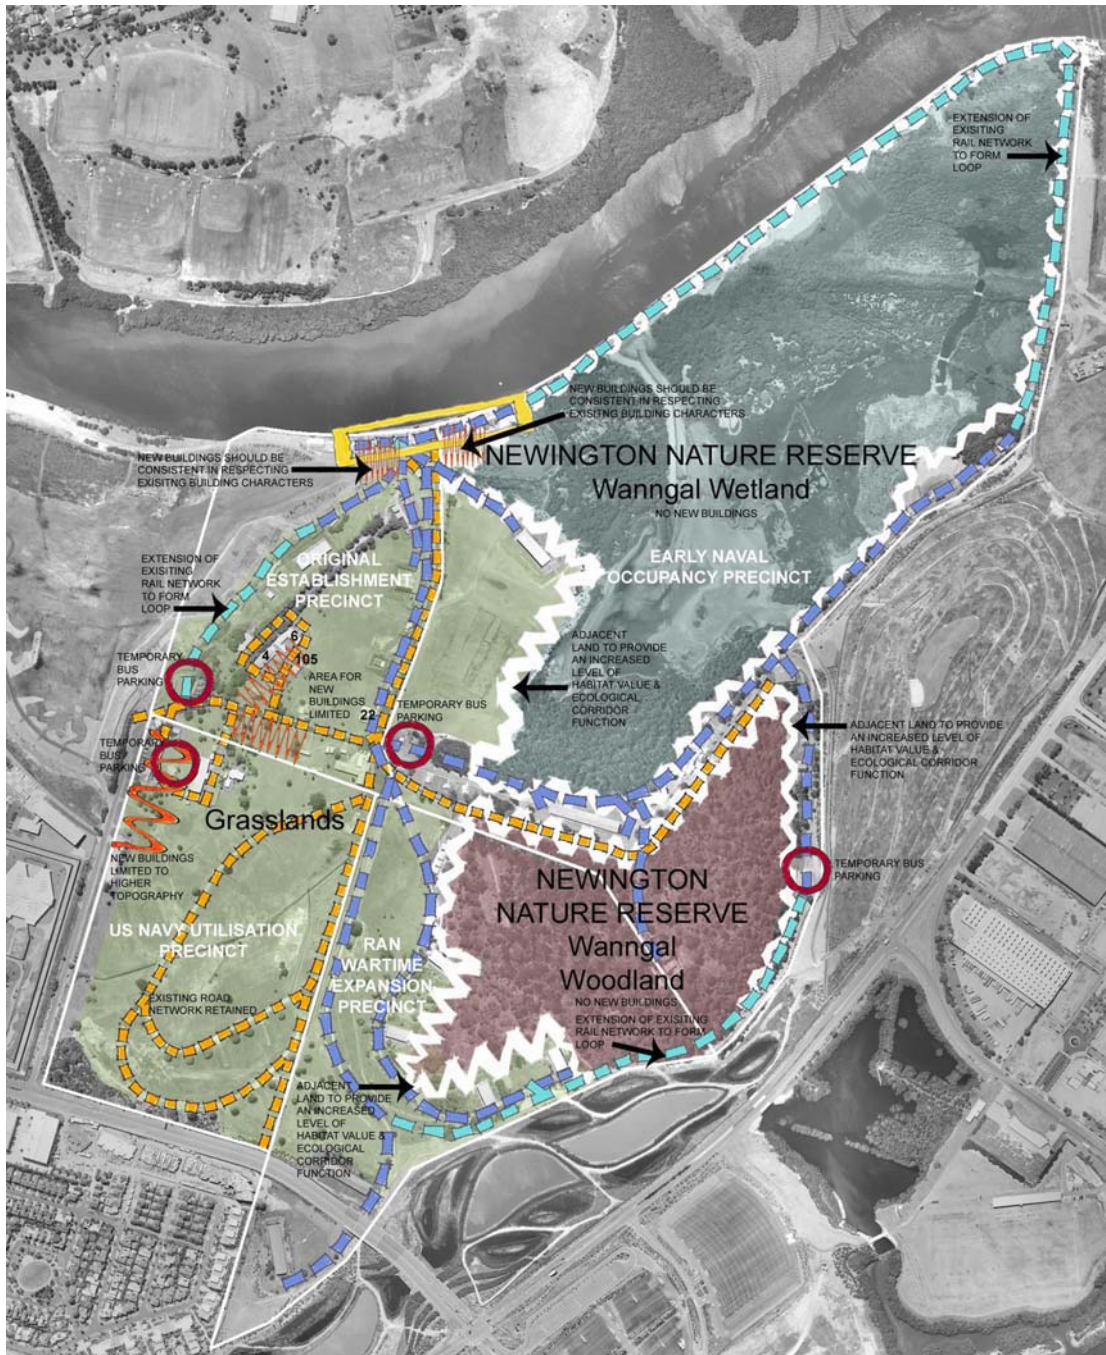 EXTENSION OF
EXISITING
RAIL NETWORK
TO FORM
LOOP
NEW BUILDINGS SHOULD BE
CONSISTENT IN RESPECTING
EXISITNG BUILDING CHARACTERS
NEW BUILDINGS SHOULD BE
CONSISTENT IN RESPECTING
EXISITNG BUILDING CHARACTERS
NEWINGTON NATURE RESERVE
Wanngal Wetland
NO NEW BUILDINGS
EARLY NAVAL
OCCUPANCY PRECINCT
EXTENSION OF
EXISITING
RAIL NETWORK
TO FORM
LOOP
ORIGINAL
ESTABLISHMENT
PRECINCT
6
4
105
TEMPORARY
BUS
PARKING
AREA FOR
NEW
BUILDINGS
LIMITED
22
ADJACENT
LAND TO PROVIDE
AN INCREASED
LEVEL OF
HABITAT VALUE &
ECOLOGICAL
CORRIDOR
FUNCTION
TEMPORARY BUS
PARKING
ADJACENT LAND TO PROVIDE
AN INCREASED LEVEL OF
HABITAT VALUE &
ECOLOGICAL CORRIDOR
FUNCTION
TEMPORARY
BUS
PARKING
Grasslands
NEW BUILDINGS
LIMITED TO
HIGHER
TOPOGRAPHY
TEMPORARY BUS
PARKING
NEWINGTON
NATURE RESERVE
Wanngal
Woodland
NO NEW BUILDINGS
US NAVY UTILISATION
PRECINCT
RAN
WARTIME
EXPANSION
PRECINCT
EXISTING ROAD
NETWORK RETAINED
EXTENSION OF EXISITING
RAIL NETWORK TO FORM
LOOP
ADJACENT
LAND TO PROVIDE
AN INCREASED
LEVEL OF
HABITAT VALUE &
ECOLOGICAL
CORRIDOR
FUNCTION